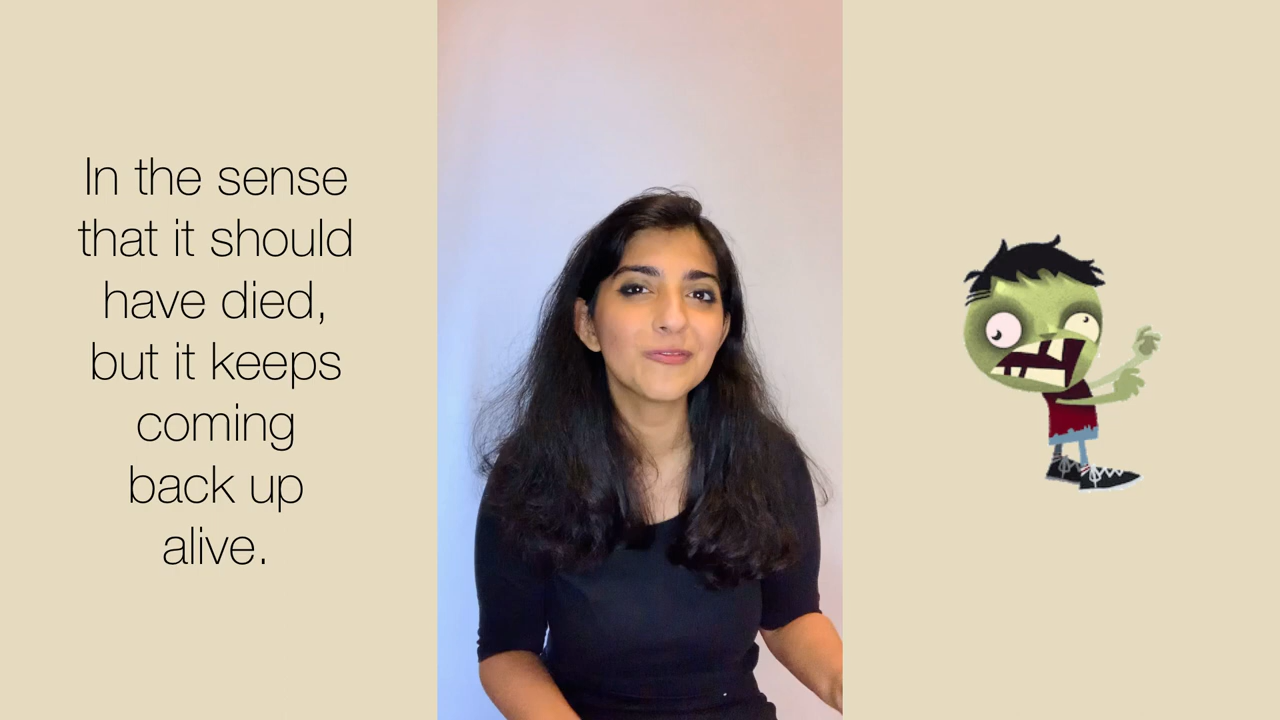 In the sense
that it should
have died,
but it keeps
coming
back up
alive.